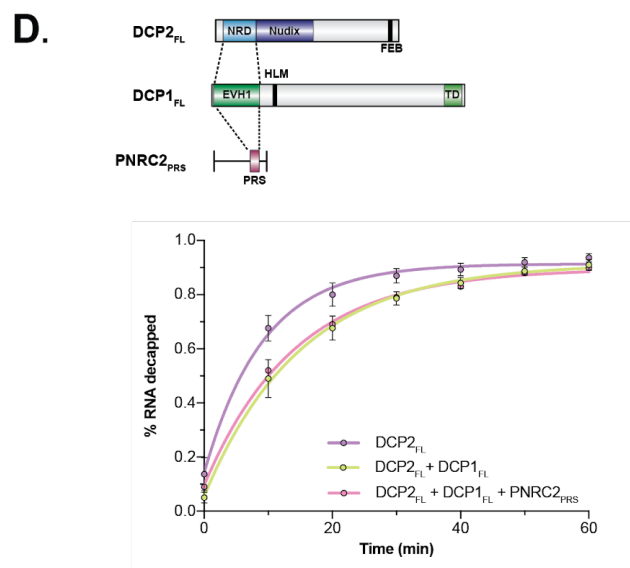 D.
DCP2FL
NRD
Nudix
FEB
HLM
DCP1FL
EVH1
TD
PNRC2PRS
PRS
1.0
0.8
0.6
0.4
0.2
0.0
% RNA decapped
DCP2FL
DCP2FL + DCP1FL
DCP2FL + DCP1FL + PNRC2PRS
0
20
40
60
Time (min)